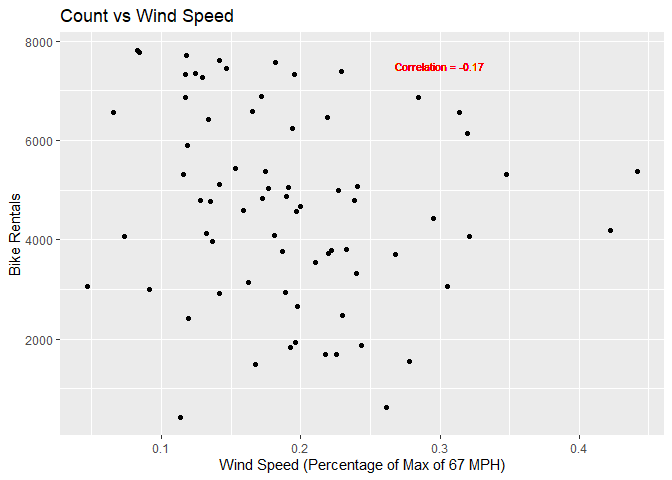 Count vs Wind Speed
Correlation = -0.17
8000
6000
4000
2000
Bike Rentals
0.1
0.2
0.3
0.4
Wind Speed (Percentage of Max of 67 MPH)